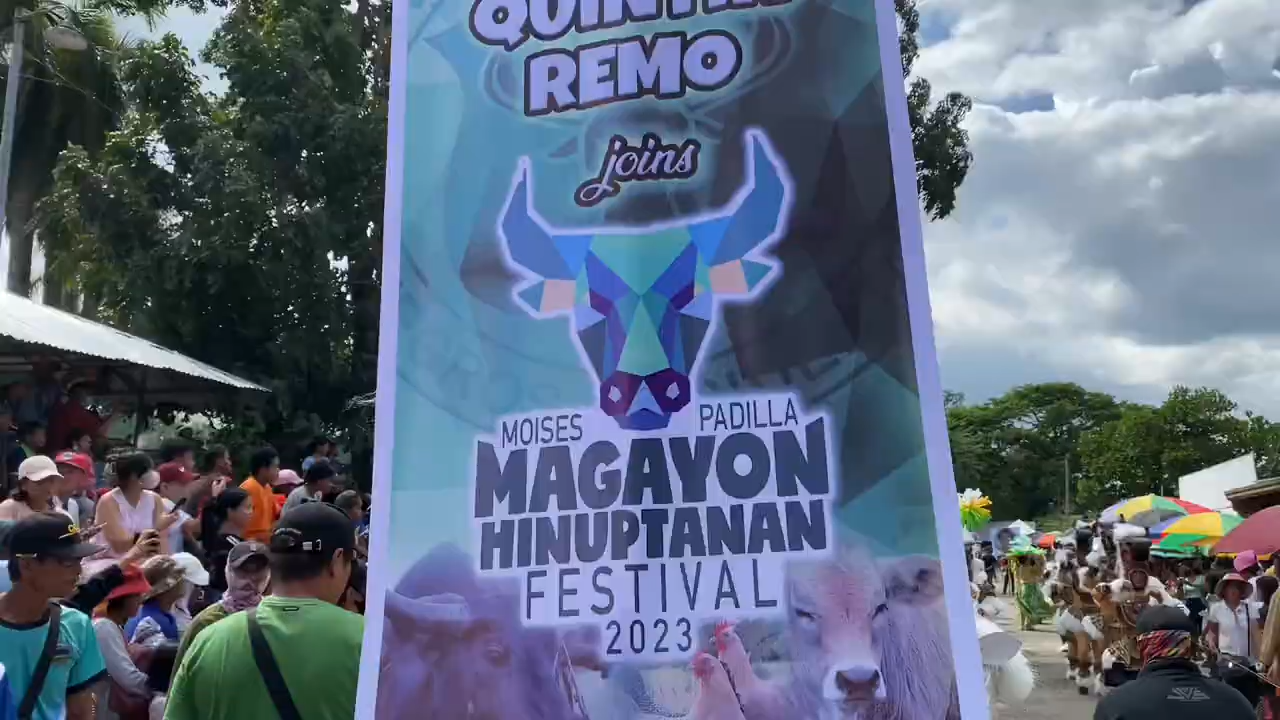 REMO
joins
MOISES PADILLA
MAGAYON
HINUPTANAN
FESTIVAL
2023